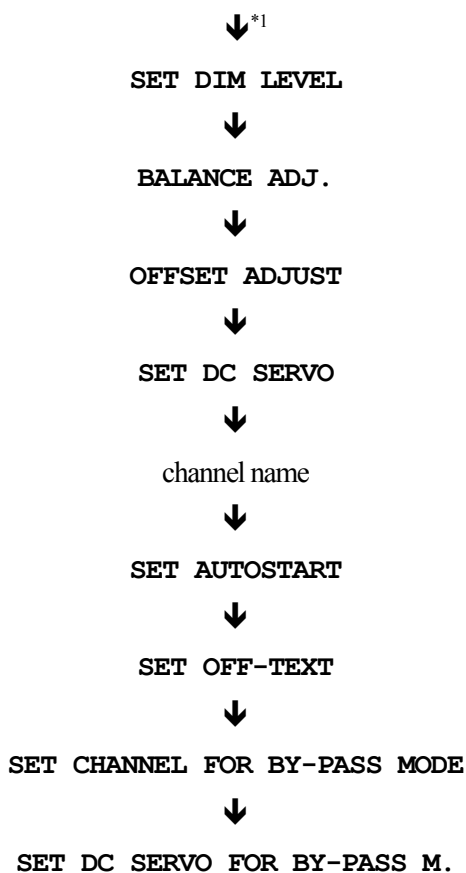 🡻*1
SET DIM LEVEL
🡻
BALANCE ADJ.
🡻
OFFSET ADJUST
🡻
SET DC SERVO
🡻
channel name
🡻
SET AUTOSTART
🡻
SET OFF-TEXT
🡻
SET CHANNEL FOR BY-PASS MODE
🡻
SET DC SERVO FOR BY-PASS M.